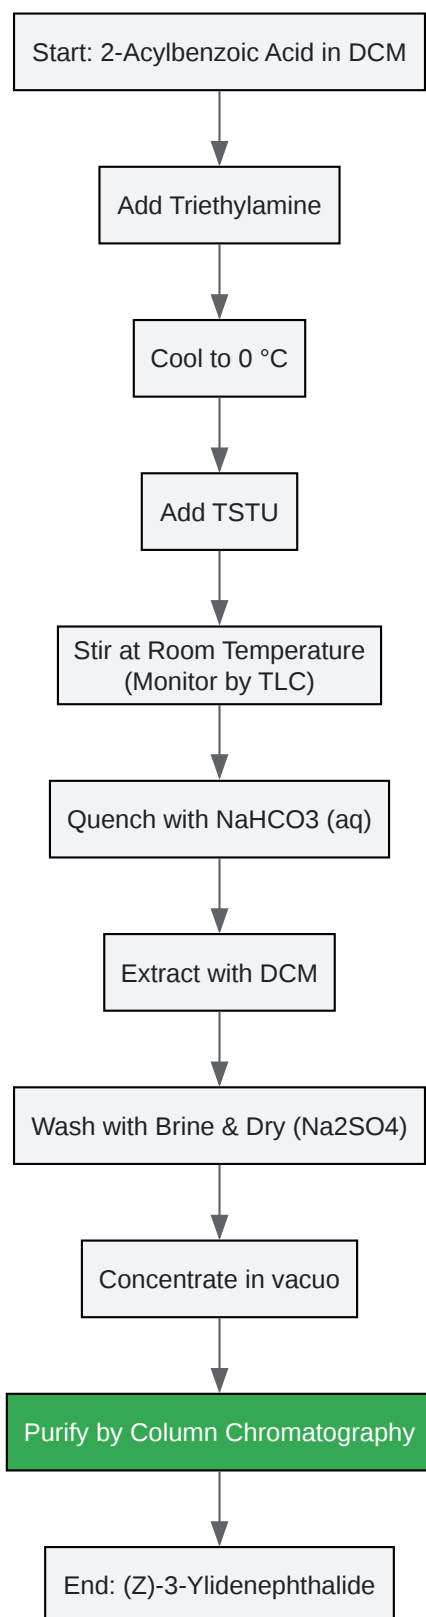 Start: 2-Acylbenzoic Acid in DCM
Add Triethylamine
Cool to 0 °C
Add TSTU
Stir at Room Temperature
(Monitor by TLC)
Quench with NaHCO3 (aq)
Extract with DCM
Wash with Brine & Dry (Na2SO4)
Concentrate in vacuo
Purify by Column Chromatography
End: (Z)-3-Ylidenephthalide